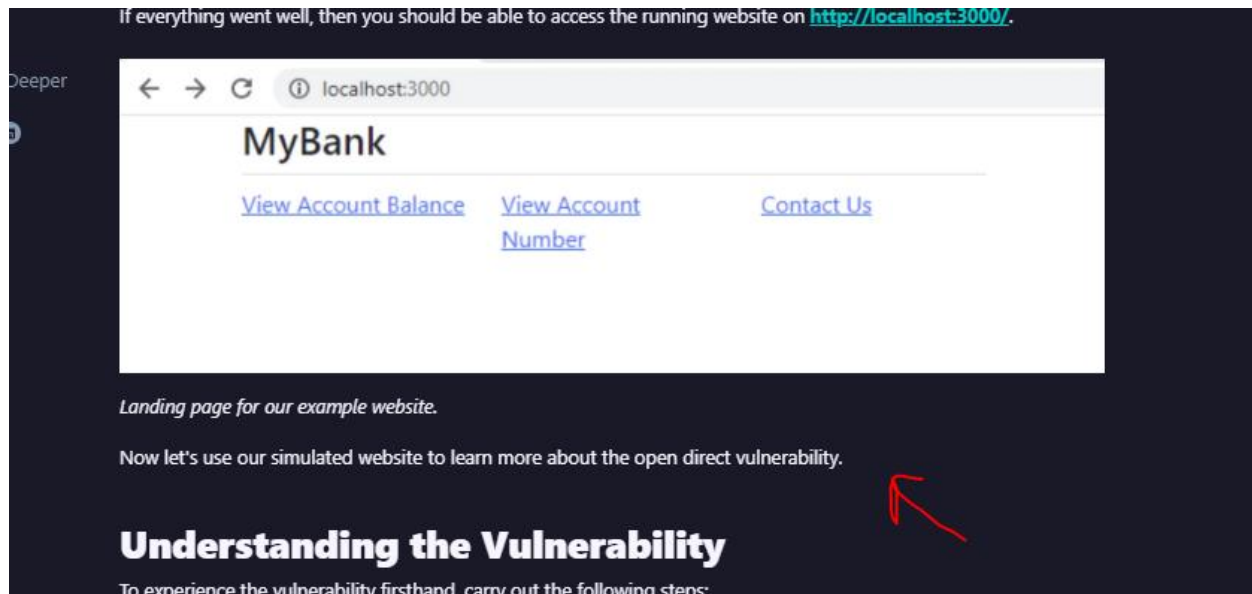 If everything went well, then you should be able to access the running website on http://localhost:3000/.
Deeper
localhost:3000
MyBank
View Account Balance View Account Number Contact Us
Landing page for our example website.
Now let's use our simulated website to learn more about the open direct vulnerability.
Understanding the Vulnerability
To experience the vulnerability firsthand, carry out the following steps: